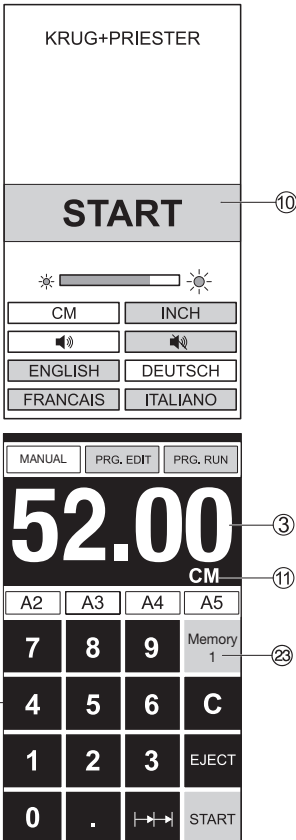 KRUG+PRIESTER
START 10
CM INCH
ENGLISH DEUTSCH
FRANCAIS ITALIANO
MANUAL PRG. EDIT PRG. RUN
52.00 3
CM 11
A2 A3 A4 A5
7 8 9 Memory 1 23
4 5 6 C
1 2 3 EJECT
0 . START